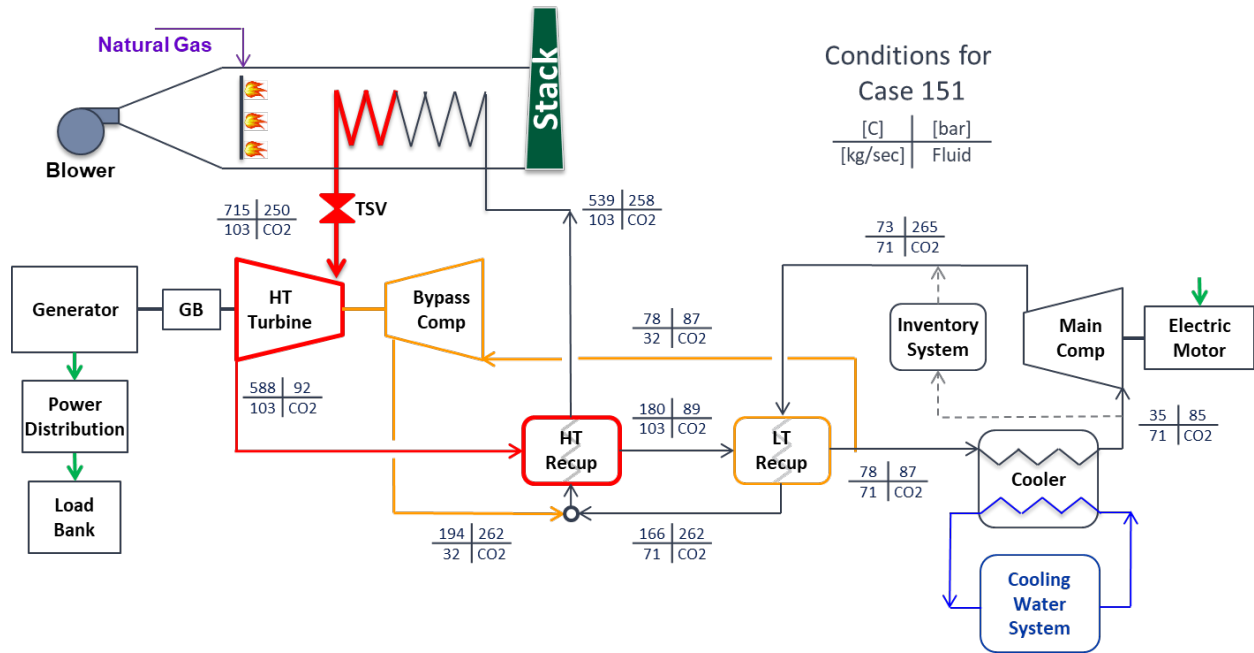 Natural Gas
Stack
Blower
Conditions for
Case 151
[C] [bar]
[kg/sec] Fluid
715 250
103 CO2
TSV
539 258
103 CO2
73 265
71 CO2
Generator
GB
HT
Turbine
Bypass
Comp
78 87
32 CO2
Inventory
System
Main
Comp
Electric
Motor
588 92
103 CO2
Power
Distribution
180 89
103 CO2
35 85
71 CO2
HT
Recup
LT
Recup
Cooler
78 87
71 CO2
Load
Bank
194 262
32 CO2
166 262
71 CO2
Cooling
Water
System